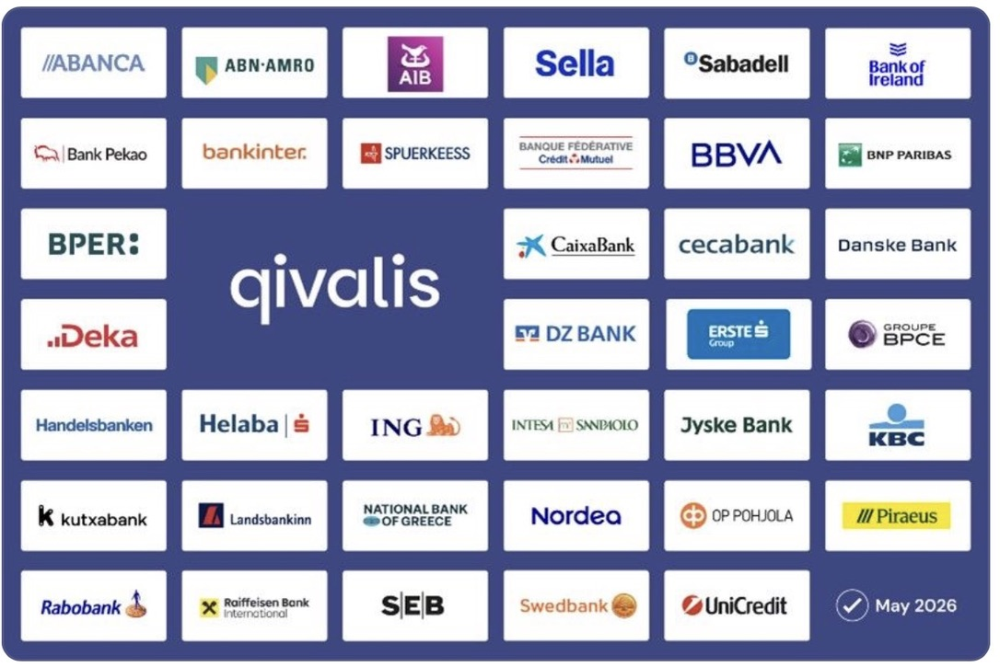 //ABANCA
ABN·AMRO
AIB
Sella
Sabadell
Bank of
Ireland
Bank Pekao
bankinter.
SPUERKEESS
BANQUE FÉDÉRATIVE
Crédit Mutuel
BBVA
BNP PARIBAS
BPER:
qivalis
CaixaBank
cecabank
Danske Bank
Deka
DZ BANK
ERSTE
Group
GROUPE
BPCE
Handelsbanken
Helaba
ING
INTESA SANPAOLO
Jyske Bank
KBC
kutxabank
Landsbankinn
NATIONAL BANK
OF GREECE
Nordea
OP POHJOLA
Piraeus
Rabobank
Raiffeisen Bank
International
S|E|B
Swedbank
UniCredit
May 2026